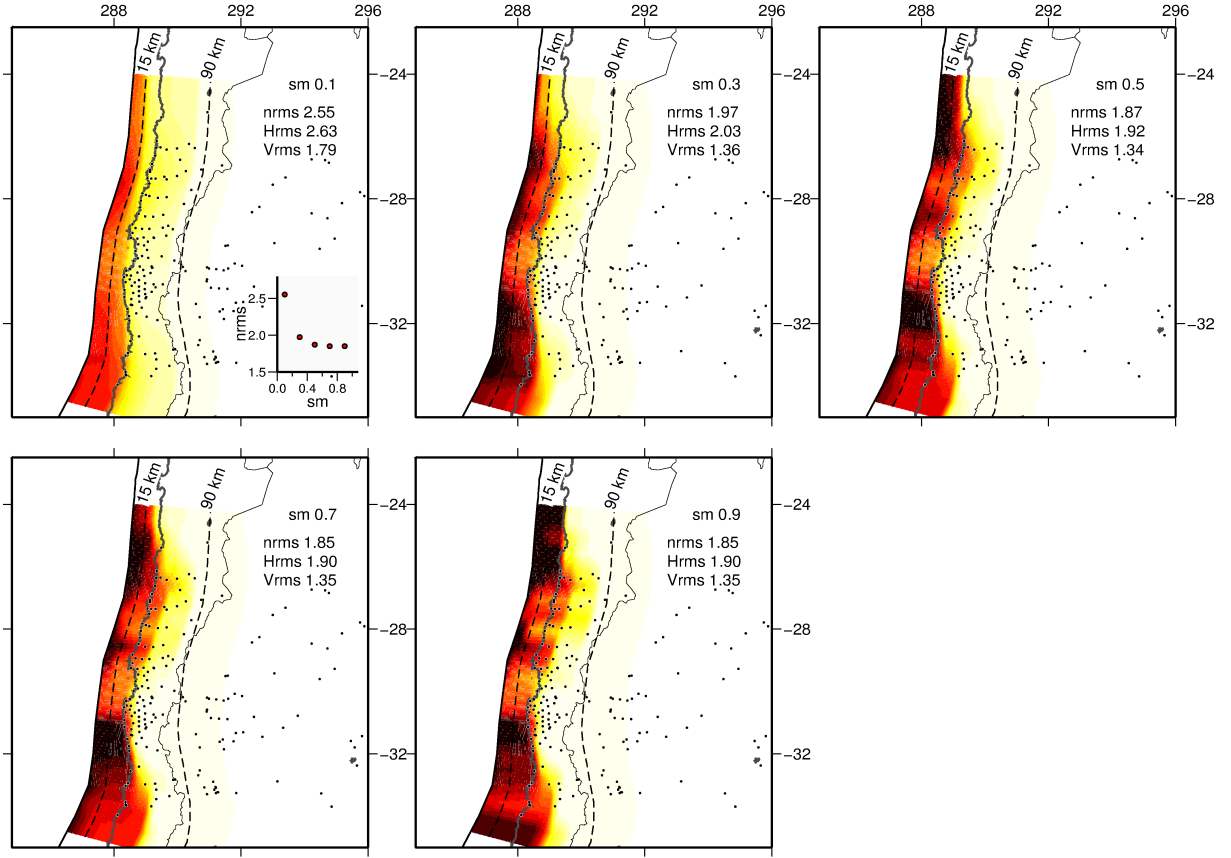 288 292 296 288 292 296 288 292 296
15 km 90 km 15 km 90 km 15 km 90 km
−24 −24 −24
sm 0.1 sm 0.3 sm 0.5
nrms 2.55 nrms 1.97 nrms 1.87
Hrms 2.63 Hrms 2.03 Hrms 1.92
Vrms 1.79 Vrms 1.36 Vrms 1.34
−28 −28 −28
2.5
nrms
−32 −32 −32
2.0
1.5
0.0 0.4 0.8
sm
15 km 90 km 15 km 90 km
−24 −24
sm 0.7 sm 0.9
nrms 1.85 nrms 1.85
Hrms 1.90 Hrms 1.90
Vrms 1.35 Vrms 1.35
−28 −28
−32 −32